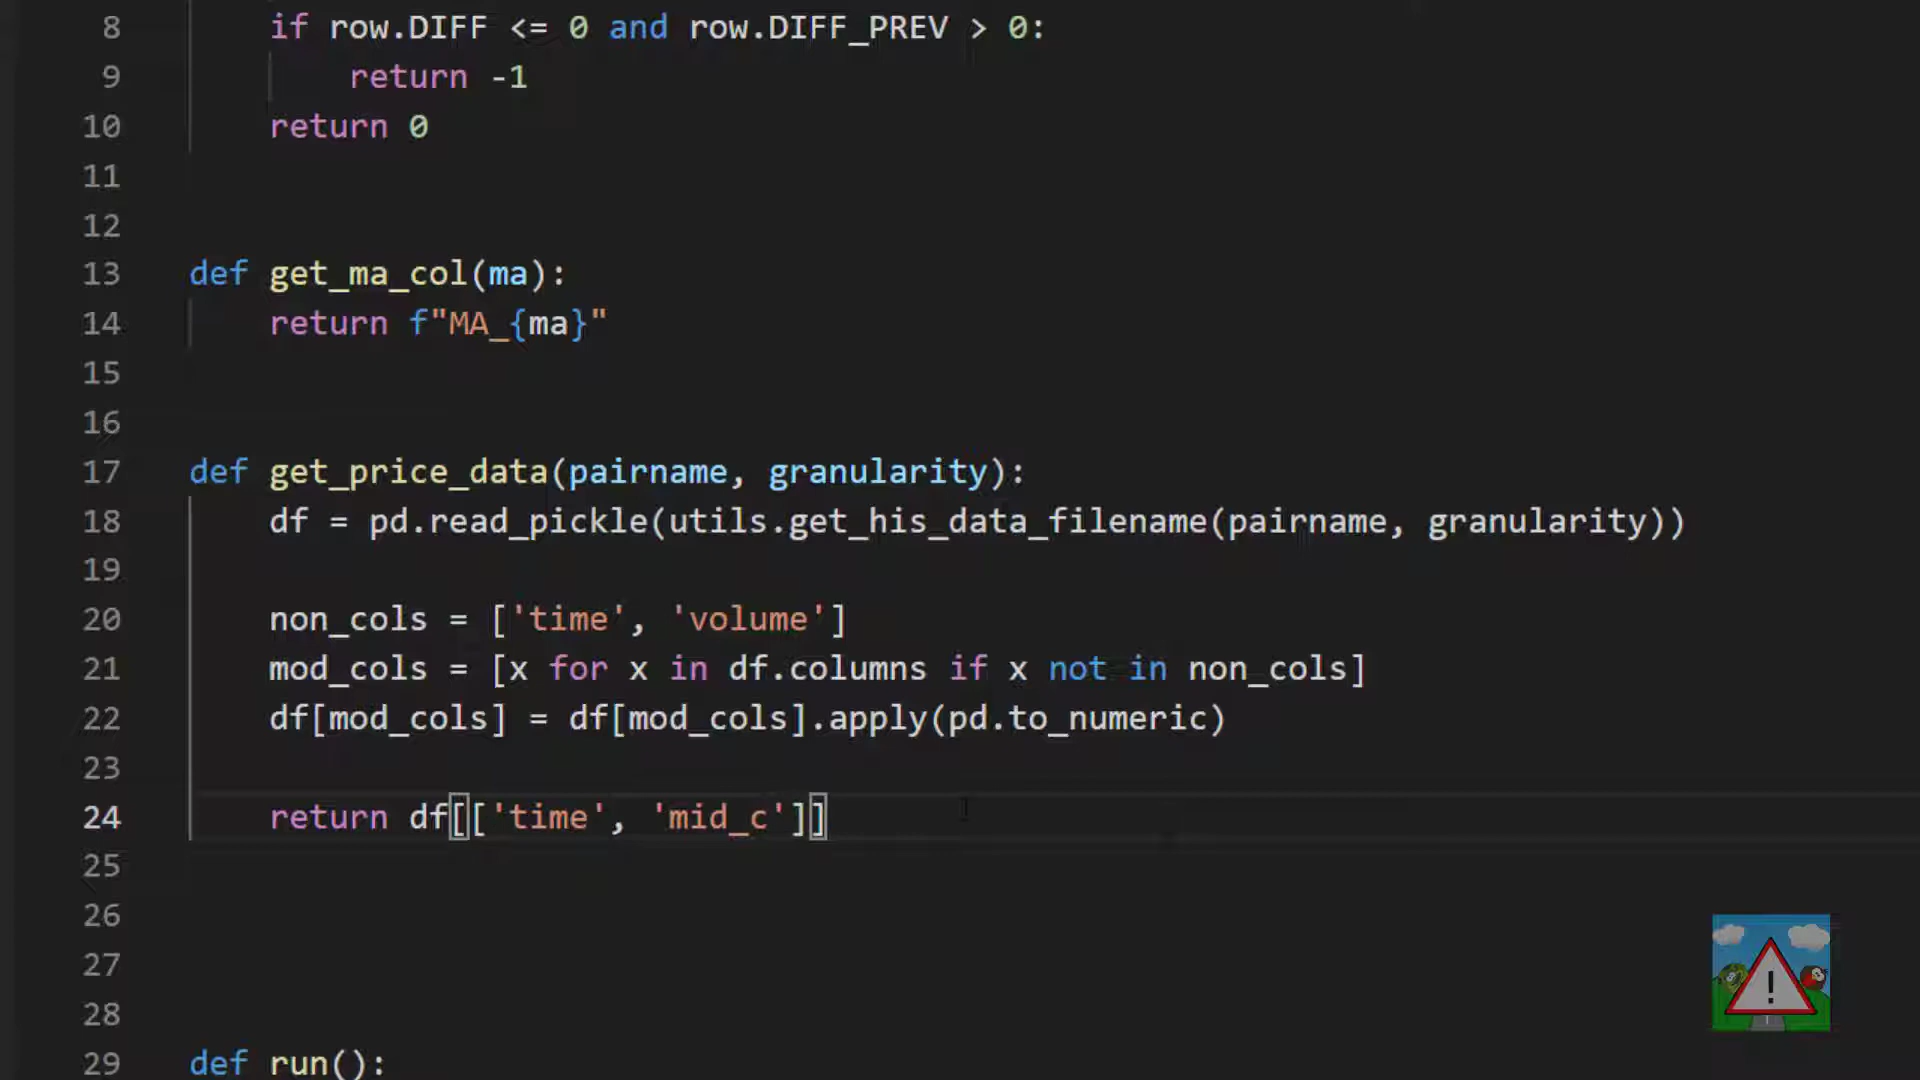 8 if row.DIFF <= 0 and row.DIFF_PREV > 0:
9 return -1
10 return 0
11
12
13 def get_ma_col(ma):
14 return f"MA_{ma}"
15
16
17 def get_price_data(pairname, granularity):
18 df = pd.read_pickle(utils.get_his_data_filename(pairname, granularity))
19
20 non_cols = ['time', 'volume']
21 mod_cols = [x for x in df.columns if x not in non_cols]
22 df[mod_cols] = df[mod_cols].apply(pd.to_numeric)
23
24 return df[['time', 'mid_c']]
25
26
27
28
29 def run():
!